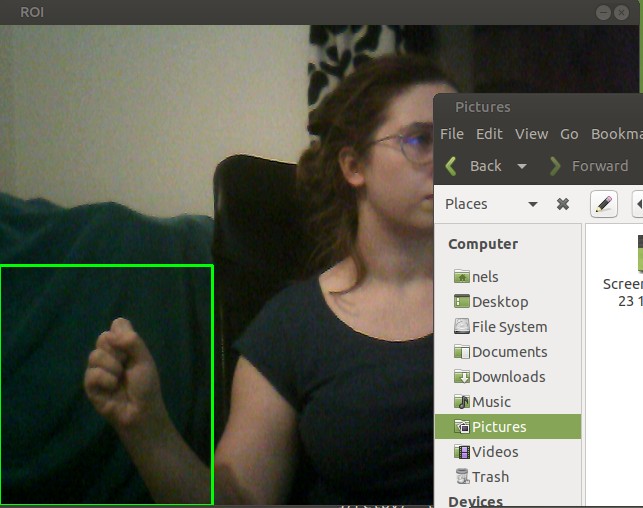 ROI
Pictures
File Edit View Go Bookma
Back Forward
Places
Computer
nels
Desktop
File System
Documents
Downloads
Music
Pictures
Videos
Trash
Devices
Screen
23 1